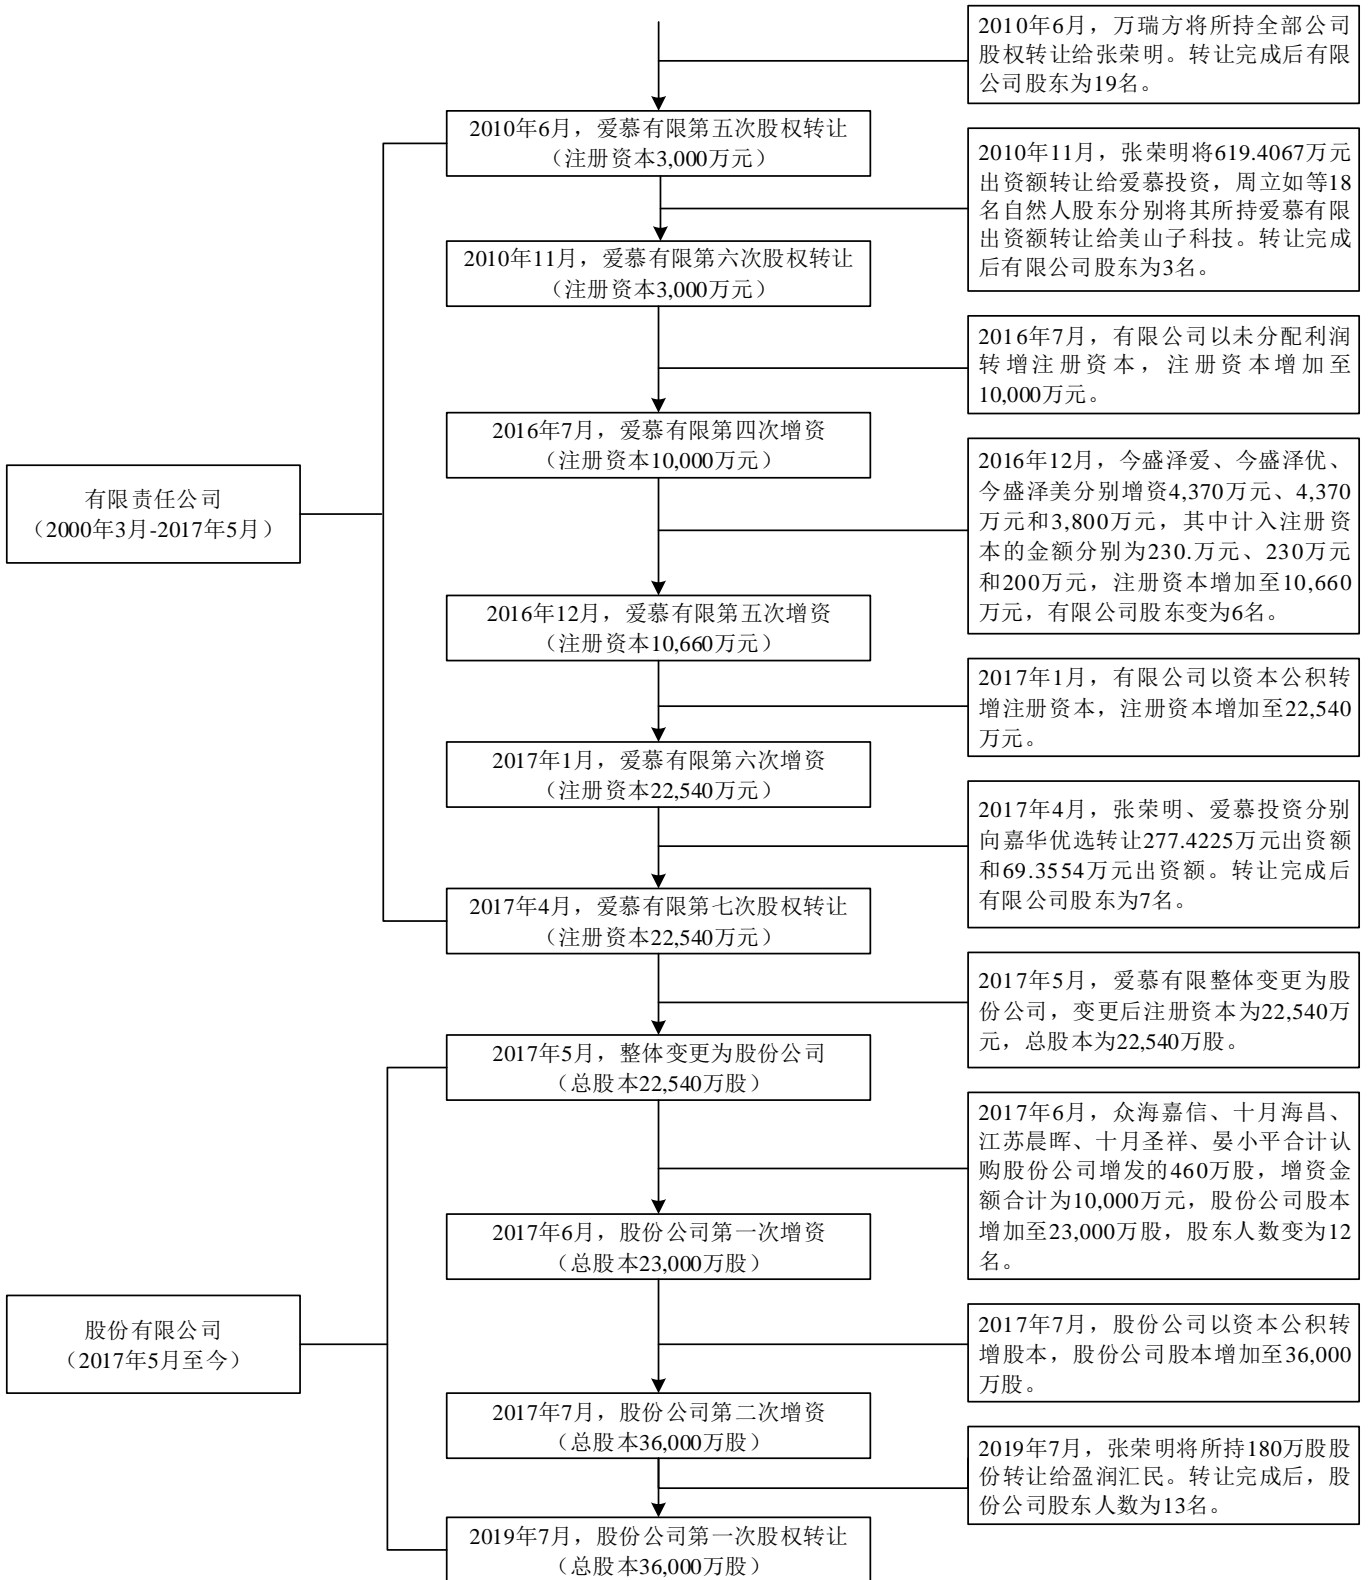 2010年6月，万瑞方将所持全部公司
股权转让给张荣明。转让完成后有限
公司股东为19名。
2010年6月，爱慕有限第五次股权转让
（注册资本3,000万元）
2010年11月，张荣明将619.4067万元
出资额转让给爱慕投资，周立如等18
名自然人股东分别将其所持爱慕有限
出资额转让给美山子科技。转让完成
后有限公司股东为3名。
2010年11月，爱慕有限第六次股权转让
（注册资本3,000万元）
2016年7月，有限公司以未分配利润
转增注册资本，注册资本增加至
10,000万元。
2016年7月，爱慕有限第四次增资
（注册资本10,000万元）
有限责任公司
（2000年3月-2017年5月）
2016年12月，今盛泽爱、今盛泽优、
今盛泽美分别增资4,370万元、4,370
万元和3,800万元，其中计入注册资
本的金额分别为230.万元、230万元
和200万元，注册资本增加至10,660
万元，有限公司股东变为6名。
2016年12月，爱慕有限第五次增资
（注册资本10,660万元）
2017年1月，有限公司以资本公积转
增注册资本，注册资本增加至22,540
万元。
2017年1月，爱慕有限第六次增资
（注册资本22,540万元）
2017年4月，张荣明、爱慕投资分别
向嘉华优选转让277.4225万元出资额
和69.3554万元出资额。转让完成后
有限公司股东为7名。
2017年4月，爱慕有限第七次股权转让
（注册资本22,540万元）
2017年5月，爱慕有限整体变更为股
份公司，变更后注册资本为22,540万
元，总股本为22,540万股。
2017年5月，整体变更为股份公司
（总股本22,540万股）
2017年6月，众海嘉信、十月海昌、
江苏晨晖、十月圣祥、晏小平合计认
购股份公司增发的460万股，增资金
额合计为10,000万元，股份公司股本
增加至23,000万股，股东人数变为12
名。
2017年6月，股份公司第一次增资
（总股本23,000万股）
股份有限公司
（2017年5月至今）
2017年7月，股份公司以资本公积转
增股本，股份公司股本增加至36,000
万股。
2017年7月，股份公司第二次增资
（总股本36,000万股）
2019年7月，张荣明将所持180万股股
份转让给盈润汇民。转让完成后，股
份公司股东人数为13名。
2019年7月，股份公司第一次股权转让
（总股本36,000万股）